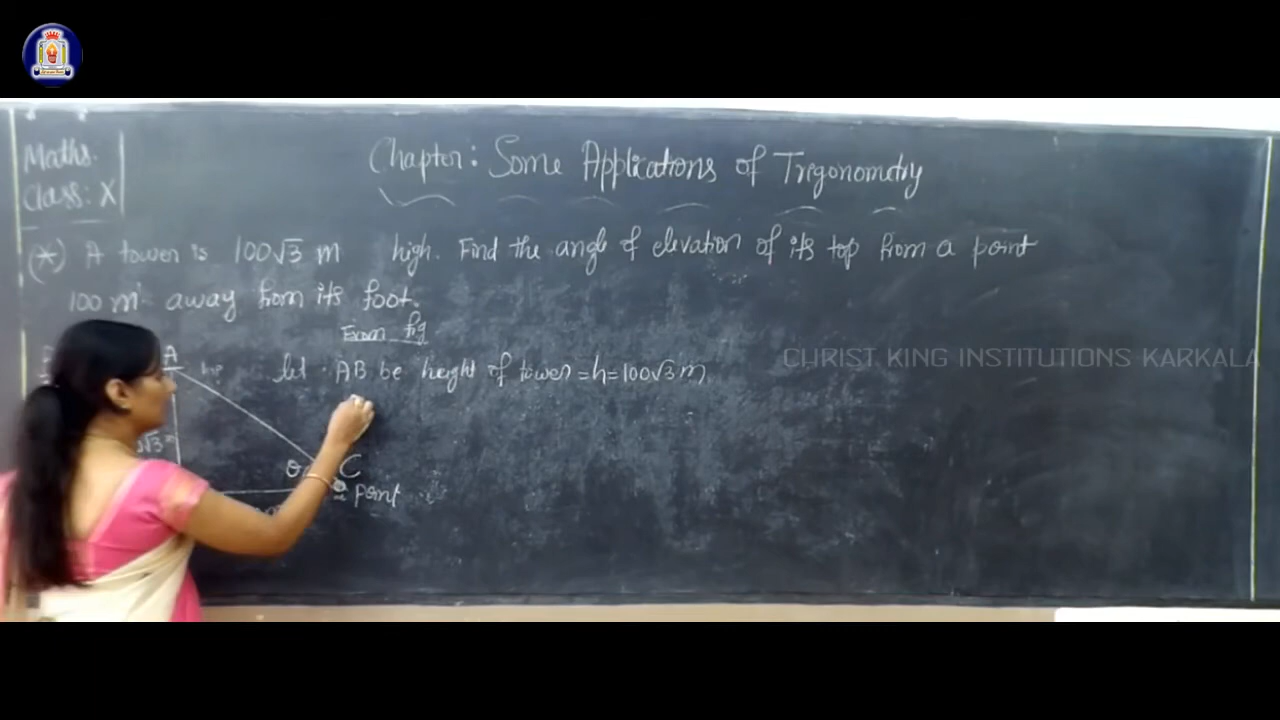 Maths.
Class: X
Chapter: Some Applications of Trigonometry
(*) A tower is 100√3 m high. Find the angle of elevation of its top from a point
100 m away from its foot.
From fig
let AB be height of tower = h = 100√3 m
CHRIST KING INSTITUTIONS KARKALA
A
θ C
point